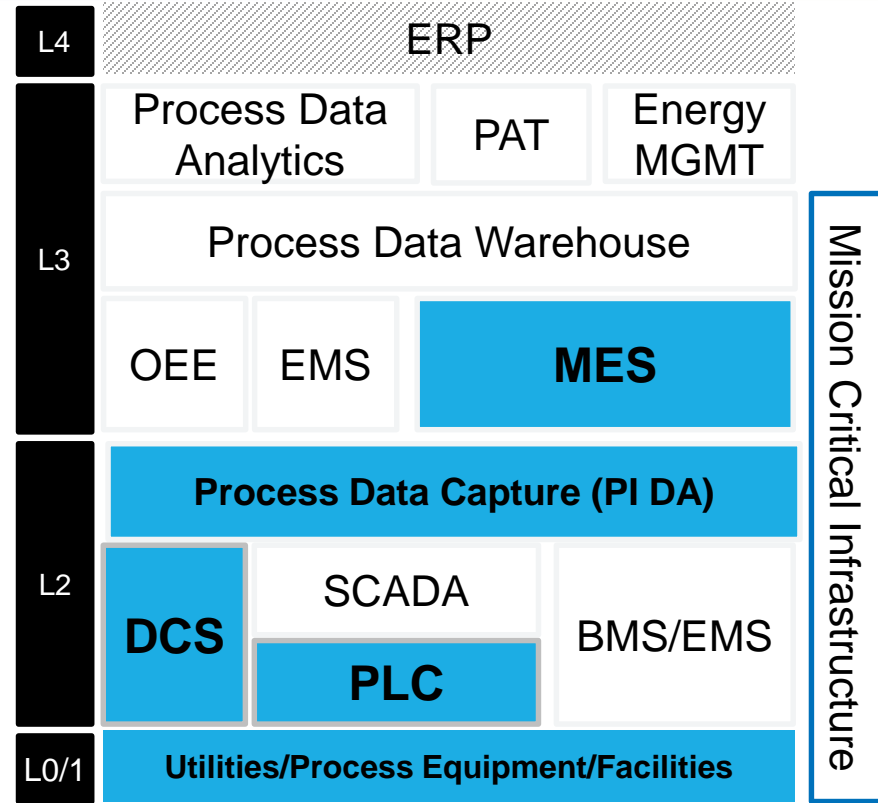 L4
ERP
L3
Process Data
Analytics
PAT
Energy
MGMT
Process Data Warehouse
OEE
EMS
MES
L2
Process Data Capture (PI DA)
DCS
SCADA
PLC
BMS/EMS
L0/1
Utilities/Process Equipment/Facilities
Mission Critical Infrastructure